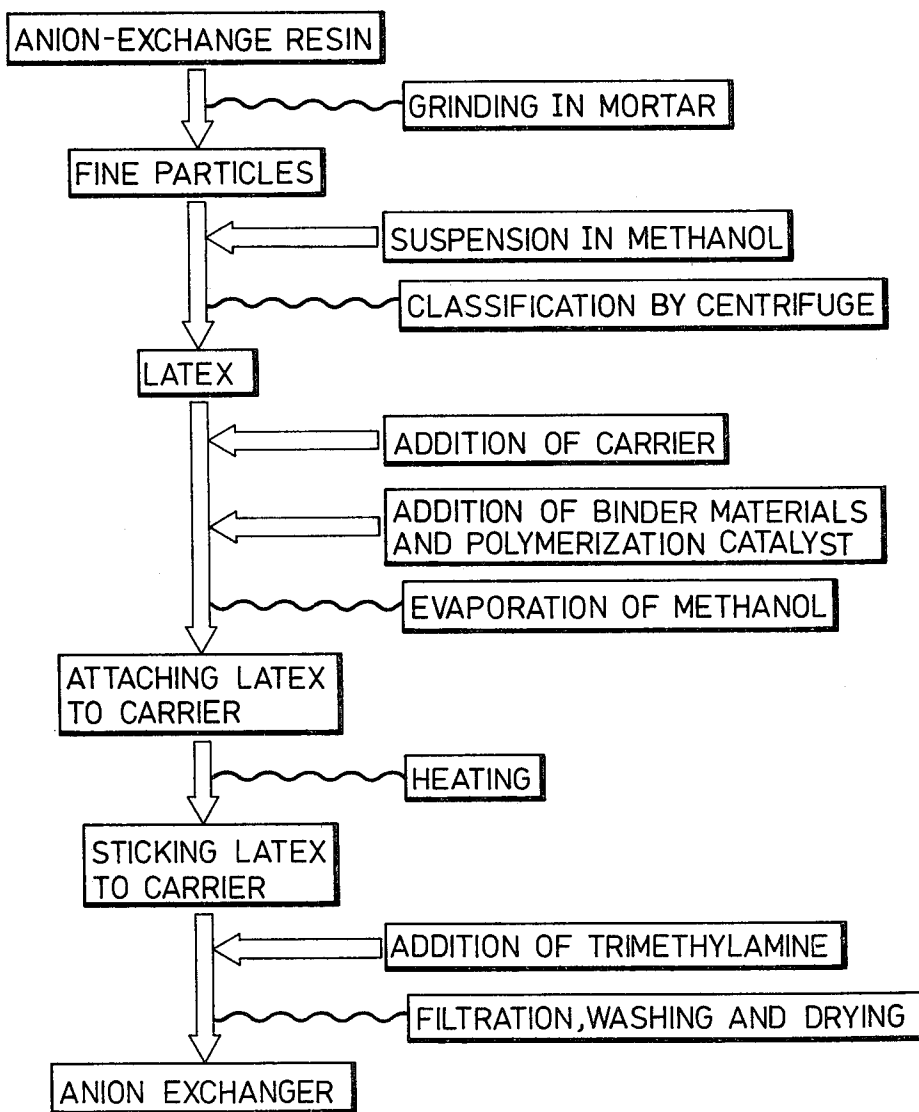 ANION-EXCHANGE RESIN
GRINDING IN MORTAR
FINE PARTICLES
SUSPENSION IN METHANOL
CLASSIFICATION BY CENTRIFUGE
LATEX
ADDITION OF CARRIER
ADDITION OF BINDER MATERIALS
AND POLYMERIZATION CATALYST
EVAPORATION OF METHANOL
ATTACHING LATEX
TO CARRIER
HEATING
STICKING LATEX
TO CARRIER
ADDITION OF TRIMETHYLAMINE
FILTRATION, WASHING AND DRYING
ANION EXCHANGER